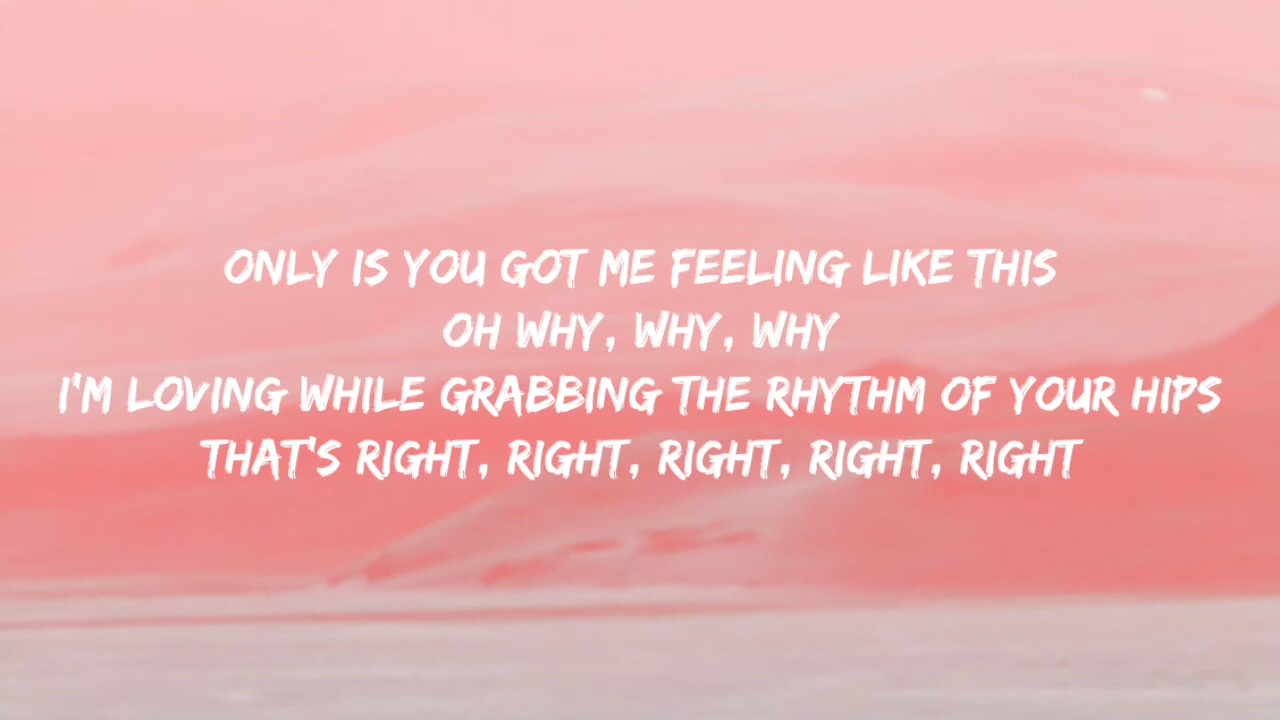 ONLY IS YOU GOT ME FEELING LIKE THIS
OH WHY, WHY, WHY
I'M LOVING WHILE GRABBING THE RHYTHM OF YOUR HIPS
THAT'S RIGHT, RIGHT, RIGHT, RIGHT, RIGHT